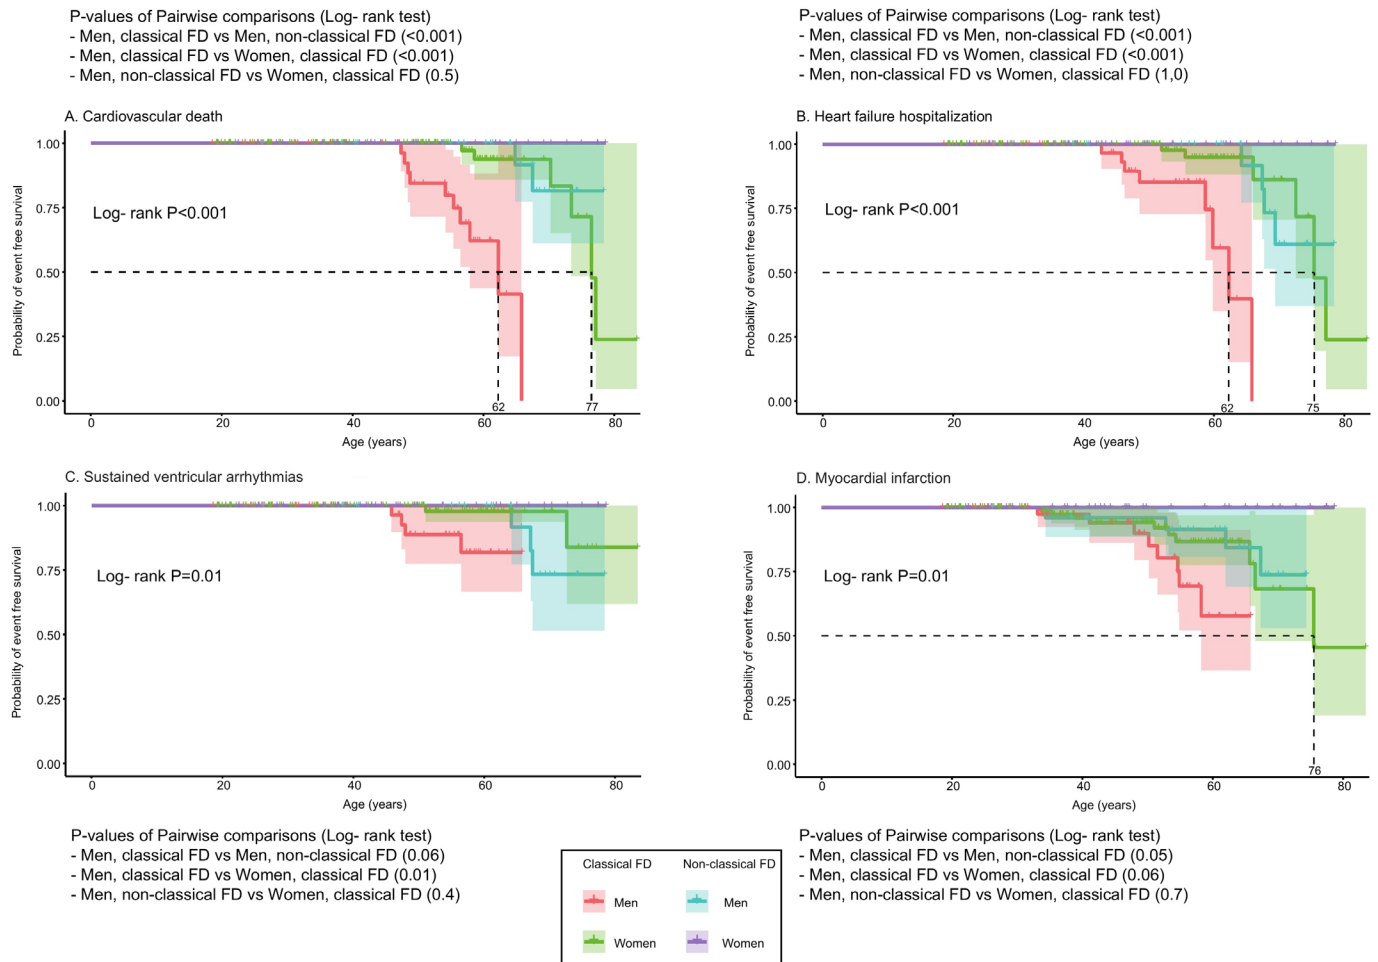 P-values of Pairwise comparisons (Log- rank test)
- Men, classical FD vs Men, non-classical FD (<0.001)
- Men, classical FD vs Women, classical FD (<0.001)
- Men, non-classical FD vs Women, classical FD (0.5)
A. Cardiovascular death
Probability of event free survival
1.00
0.75
0.50
0.25
0.00
Log- rank P<0.001
62
77
0
20
40
60
80
Age (years)
P-values of Pairwise comparisons (Log- rank test)
- Men, classical FD vs Men, non-classical FD (<0.001)
- Men, classical FD vs Women, classical FD (<0.001)
- Men, non-classical FD vs Women, classical FD (1,0)
B. Heart failure hospitalization
Probability of event free survival
1.00
0.75
0.50
0.25
0.00
Log- rank P<0.001
62
75
0
20
40
60
80
Age (years)
C. Sustained ventricular arrhythmias
Probability of event free survival
1.00
0.75
0.50
0.25
0.00
Log- rank P=0.01
0
20
40
60
80
Age (years)
P-values of Pairwise comparisons (Log- rank test)
- Men, classical FD vs Men, non-classical FD (0.06)
- Men, classical FD vs Women, classical FD (0.01)
- Men, non-classical FD vs Women, classical FD (0.4)
D. Myocardial infarction
Probability of event free survival
1.00
0.75
0.50
0.25
0.00
Log- rank P=0.01
76
0
20
40
60
80
Age (years)
P-values of Pairwise comparisons (Log- rank test)
- Men, classical FD vs Men, non-classical FD (0.05)
- Men, classical FD vs Women, classical FD (0.06)
- Men, non-classical FD vs Women, classical FD (0.7)
Classical FD Non-classical FD
Men Men
Women Women